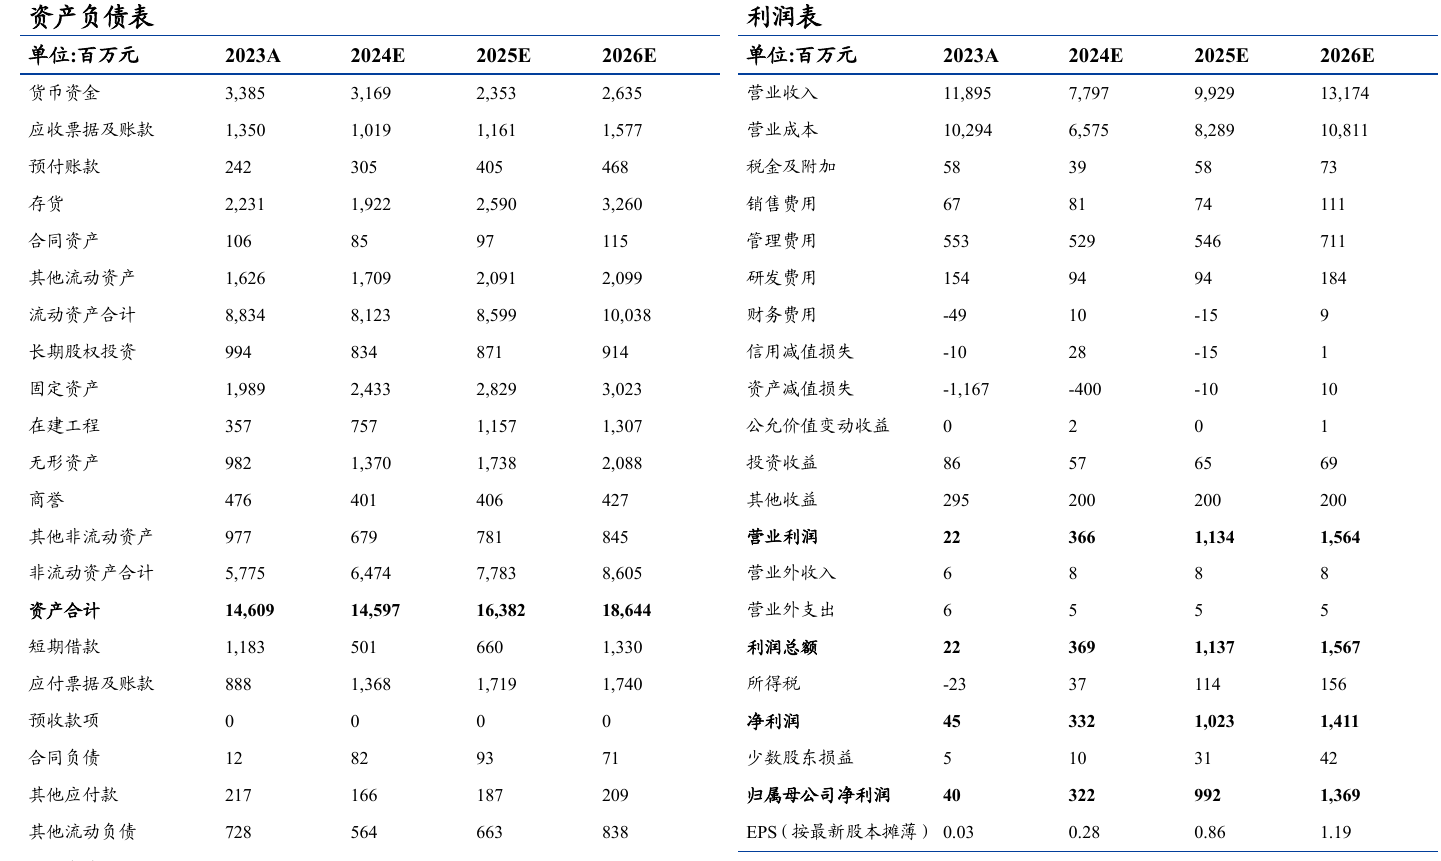 资产负债表
单位:百万元 2023A 2024E 2025E 2026E
货币资金 3,385 3,169 2,353 2,635
应收票据及账款 1,350 1,019 1,161 1,577
预付账款 242 305 405 468
存货 2,231 1,922 2,590 3,260
合同资产 106 85 97 115
其他流动资产 1,626 1,709 2,091 2,099
流动资产合计 8,834 8,123 8,599 10,038
长期股权投资 994 834 871 914
固定资产 1,989 2,433 2,829 3,023
在建工程 357 757 1,157 1,307
无形资产 982 1,370 1,738 2,088
商誉 476 401 406 427
其他非流动资产 977 679 781 845
非流动资产合计 5,775 6,474 7,783 8,605
资产合计 14,609 14,597 16,382 18,644
短期借款 1,183 501 660 1,330
应付票据及账款 888 1,368 1,719 1,740
预收款项 0 0 0 0
合同负债 12 82 93 71
其他应付款 217 166 187 209
其他流动负债 728 564 663 838
利润表
单位:百万元 2023A 2024E 2025E 2026E
营业收入 11,895 7,797 9,929 13,174
营业成本 10,294 6,575 8,289 10,811
税金及附加 58 39 58 73
销售费用 67 81 74 111
管理费用 553 529 546 711
研发费用 154 94 94 184
财务费用 -49 10 -15 9
信用减值损失 -10 28 -15 1
资产减值损失 -1,167 -400 -10 10
公允价值变动收益 0 2 0 1
投资收益 86 57 65 69
其他收益 295 200 200 200
营业利润 22 366 1,134 1,564
营业外收入 6 8 8 8
营业外支出 6 5 5 5
利润总额 22 369 1,137 1,567
所得税 -23 37 114 156
净利润 45 332 1,023 1,411
少数股东损益 5 10 31 42
归属母公司净利润 40 322 992 1,369
EPS（按最新股本摊薄） 0.03 0.28 0.86 1.19